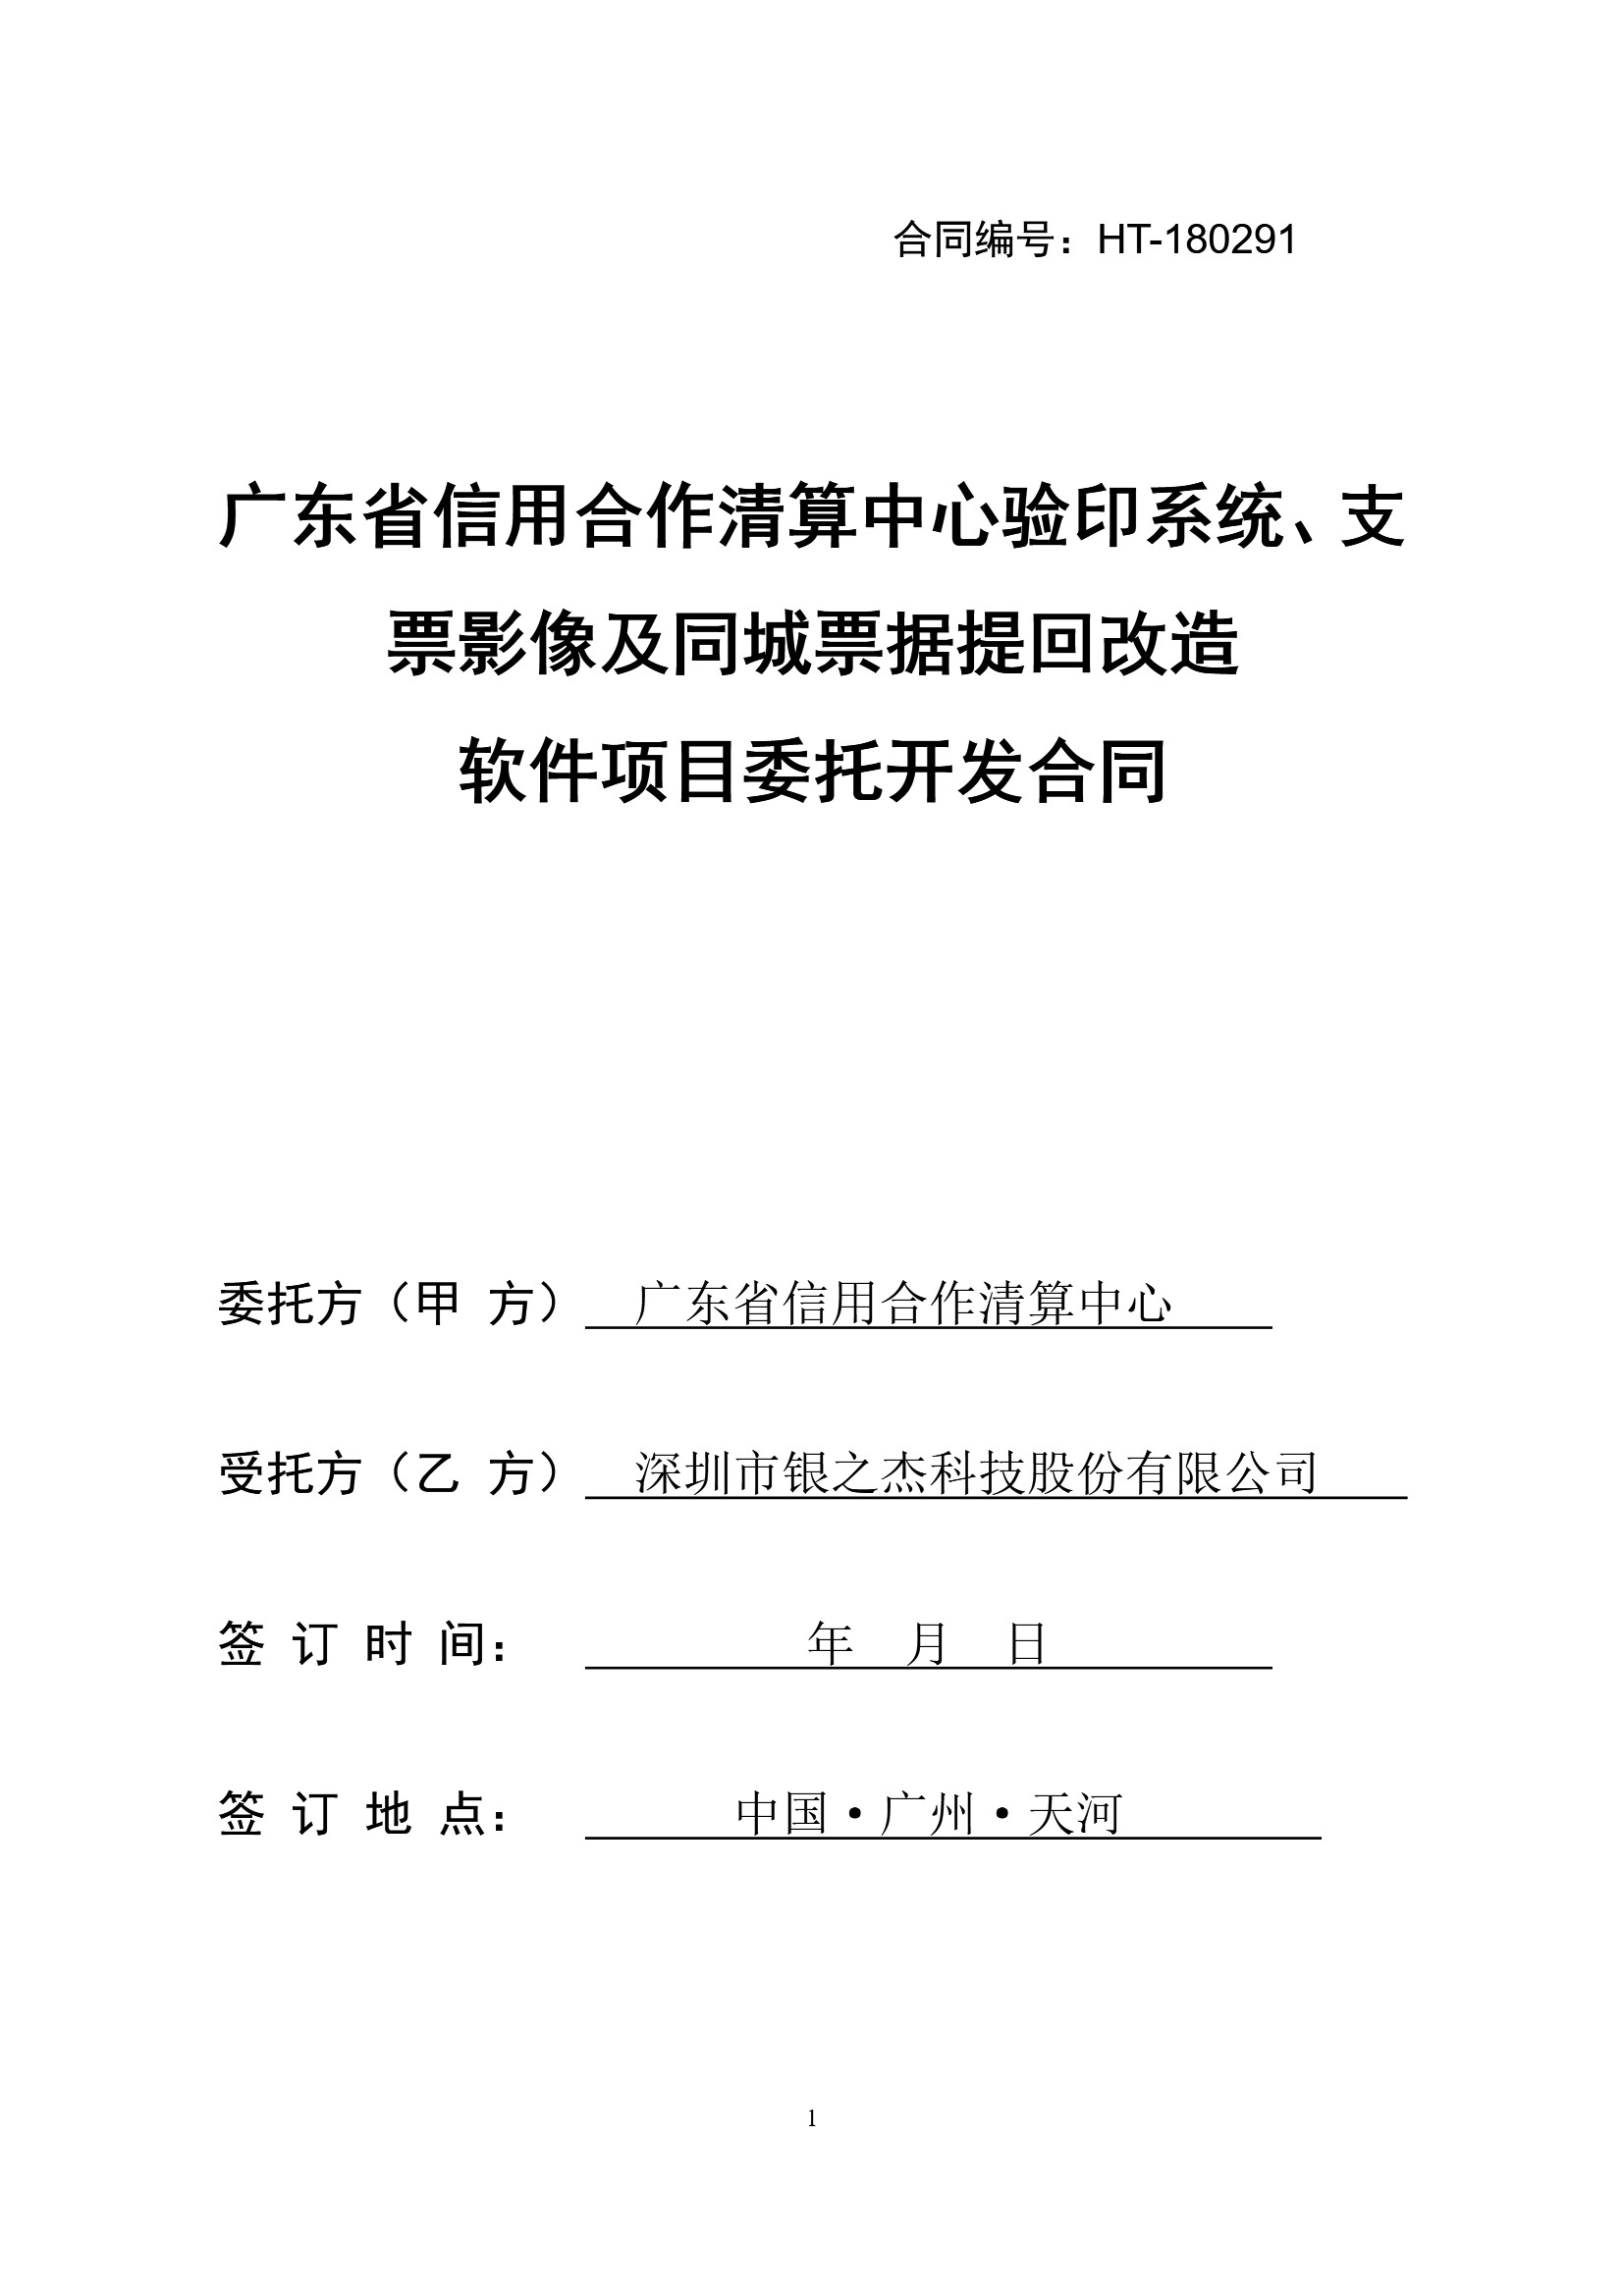 合同编号：HT-180291
广东省信用合作清算中心验印系统、支
票影像及同城票据提回改造
软件项目委托开发合同
委托方（甲 方） 广东省信用合作清算中心
受托方（乙 方） 深圳市银之杰科技股份有限公司
签 订 时 间： 年 月 日
签 订 地 点： 中国·广州·天河
1